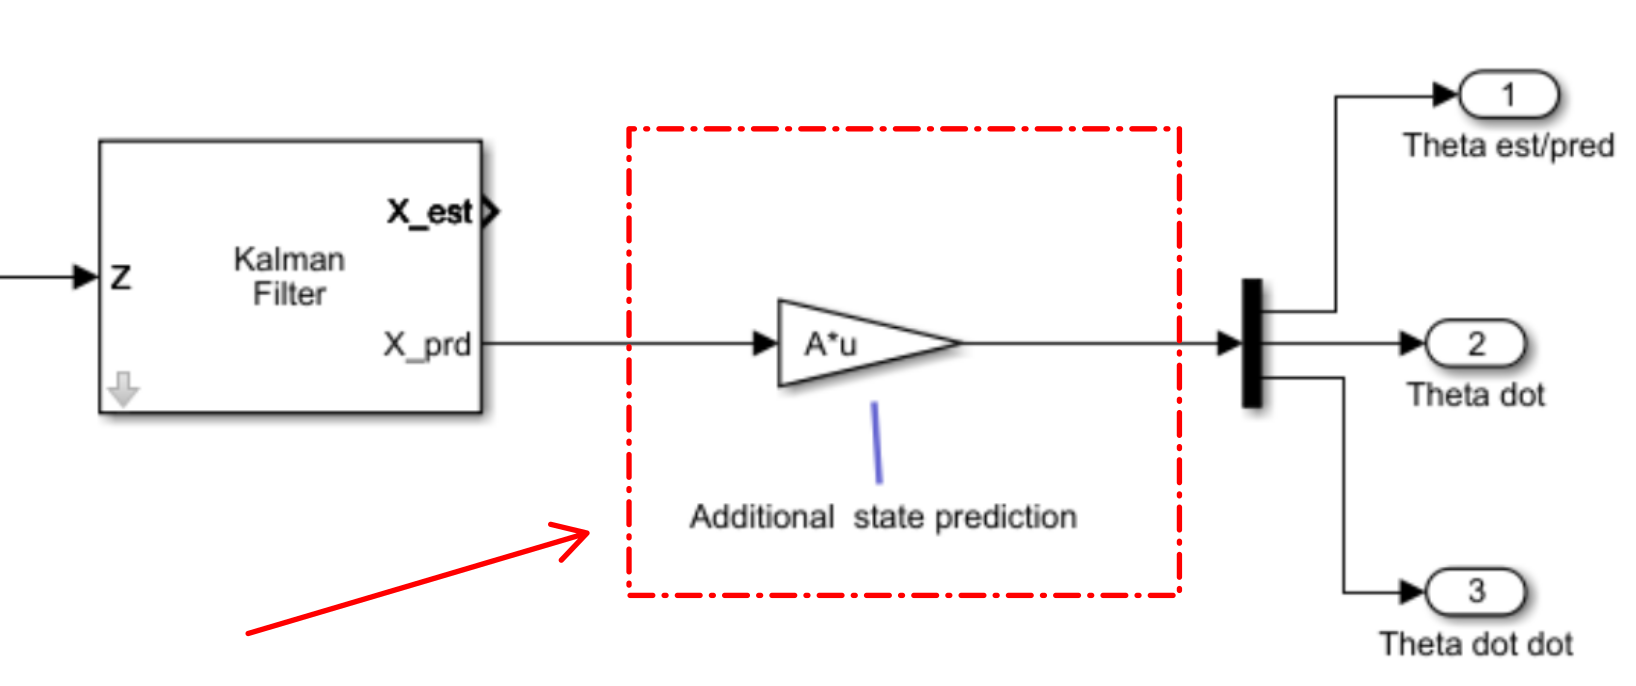 1
Theta est/pred
X_est
Kalman
Filter
Z
X_prd
A*u
2
Theta dot
Additional  state prediction
3
Theta dot dot